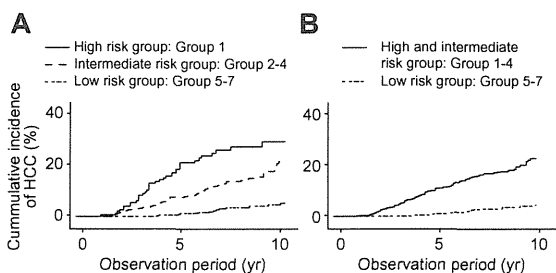 A
High risk group: Group 1
Intermediate risk group: Group 2-4
Low risk group: Group 5-7
Cummulative incidence
of HCC (%)
40
20
0
0 5 10
Observation period (yr)
B
High and intermediate
risk group: Group 1-4
Low risk group: Group 5-7
40
20
0
0 5 10
Observation period (yr)